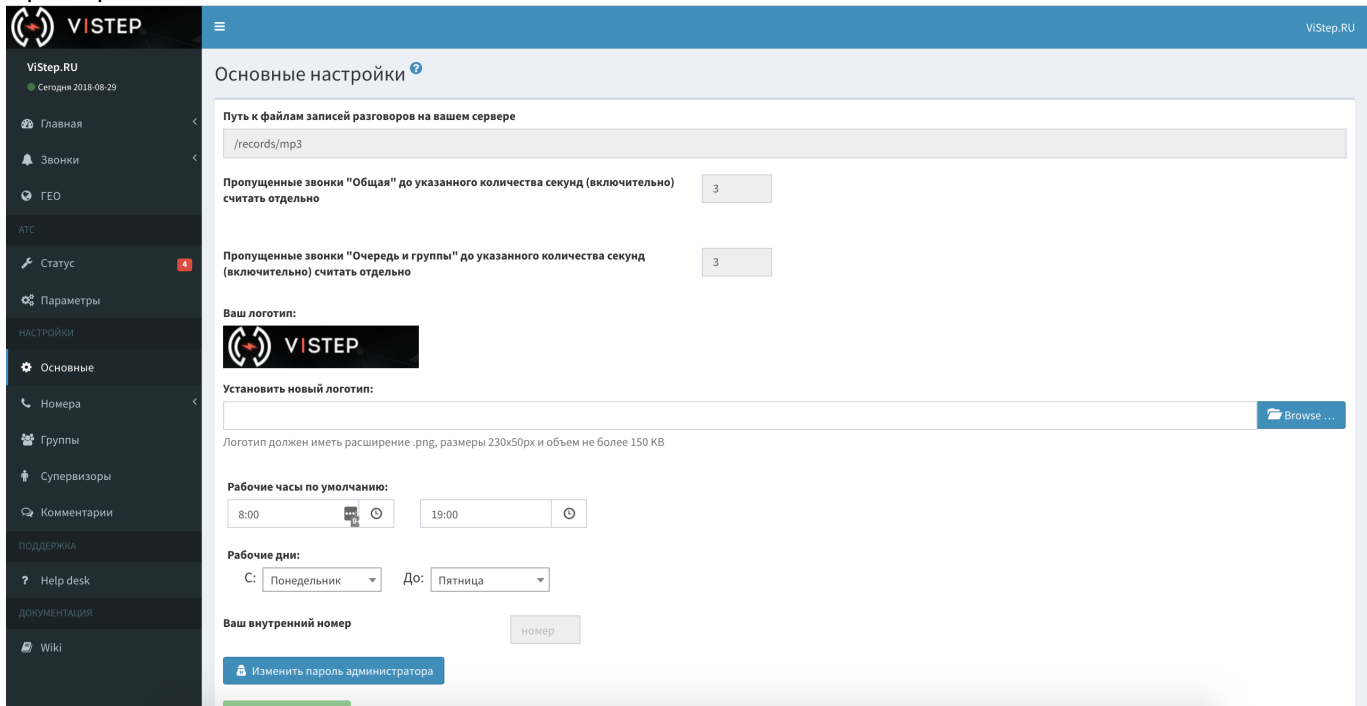 VISTEP
ViStep.RU
ViStep.RU
Сегодня 2018-08-29
Главная
Звонки
ГЕО
АТС
Статус 4
Параметры
НАСТРОЙКИ
Основные
Номера
Группы
Супервизоры
Комментарии
ПОДДЕРЖКА
Help desk
ДОКУМЕНТАЦИЯ
Wiki
Основные настройки
Путь к файлам записей разговоров на вашем сервере
/records/mp3
Пропущенные звонки "Общая" до указанного количества секунд (включительно)
считать отдельно
3
Пропущенные звонки "Очередь и группы" до указанного количества секунд
(включительно) считать отдельно
3
Ваш логотип:
VISTEP
Установить новый логотип:
Browse ...
Логотип должен иметь расширение .png, размеры 230x50px и объем не более 150 KB
Рабочие часы по умолчанию:
8:00 19:00
Рабочие дни:
С: Понедельник До: Пятница
Ваш внутренний номер
номер
Изменить пароль администратора